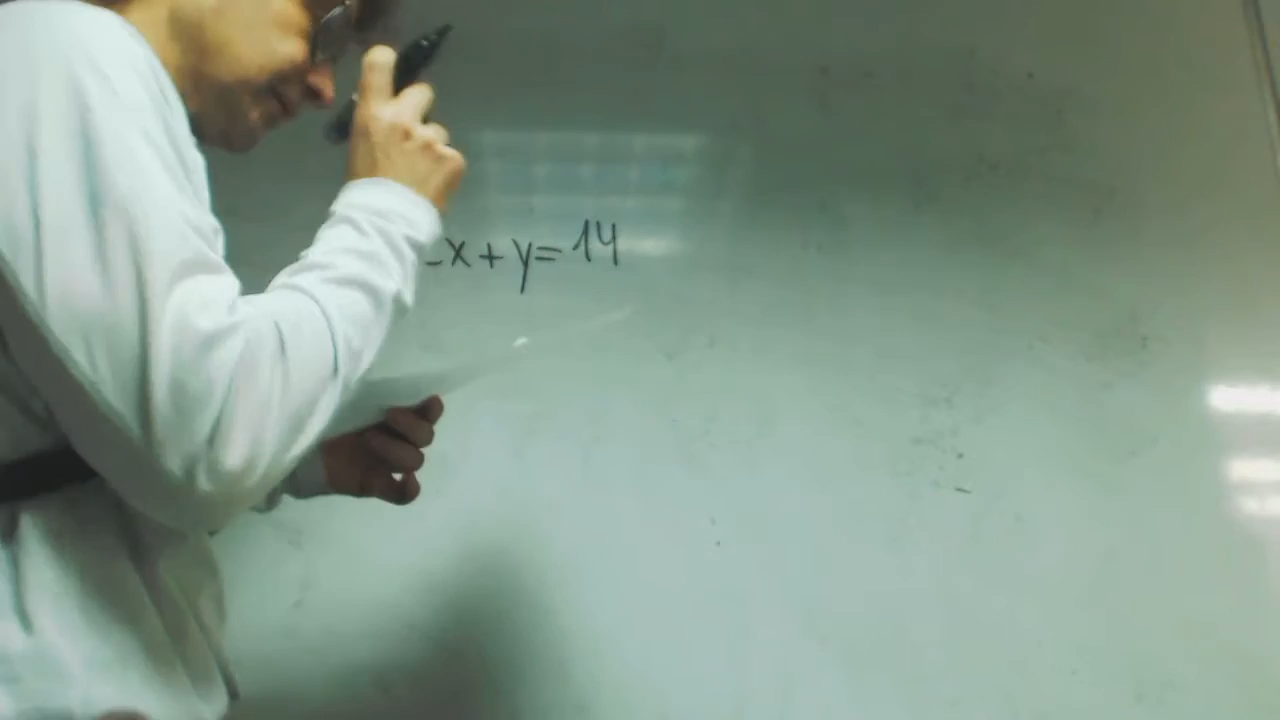 -x + y = 14